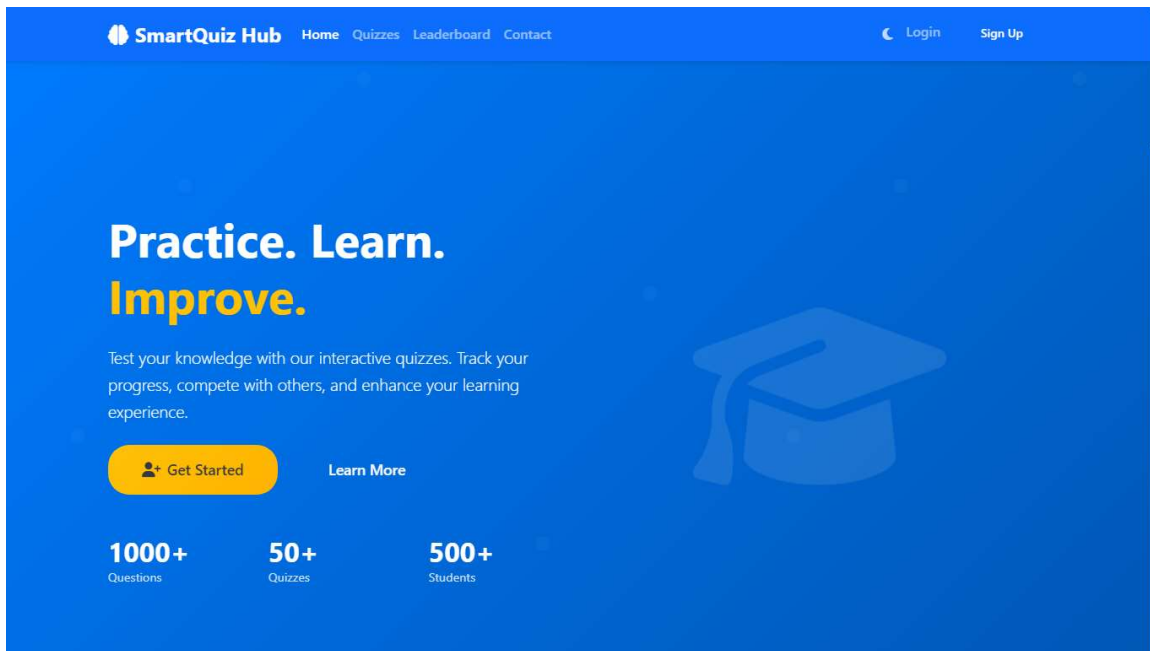 SmartQuiz Hub Home Quizzes Leaderboard Contact Login Sign Up
Practice. Learn.
Improve.
Test your knowledge with our interactive quizzes. Track your
progress, compete with others, and enhance your learning
experience.
Get Started Learn More
1000+ 50+ 500+
Questions Quizzes Students